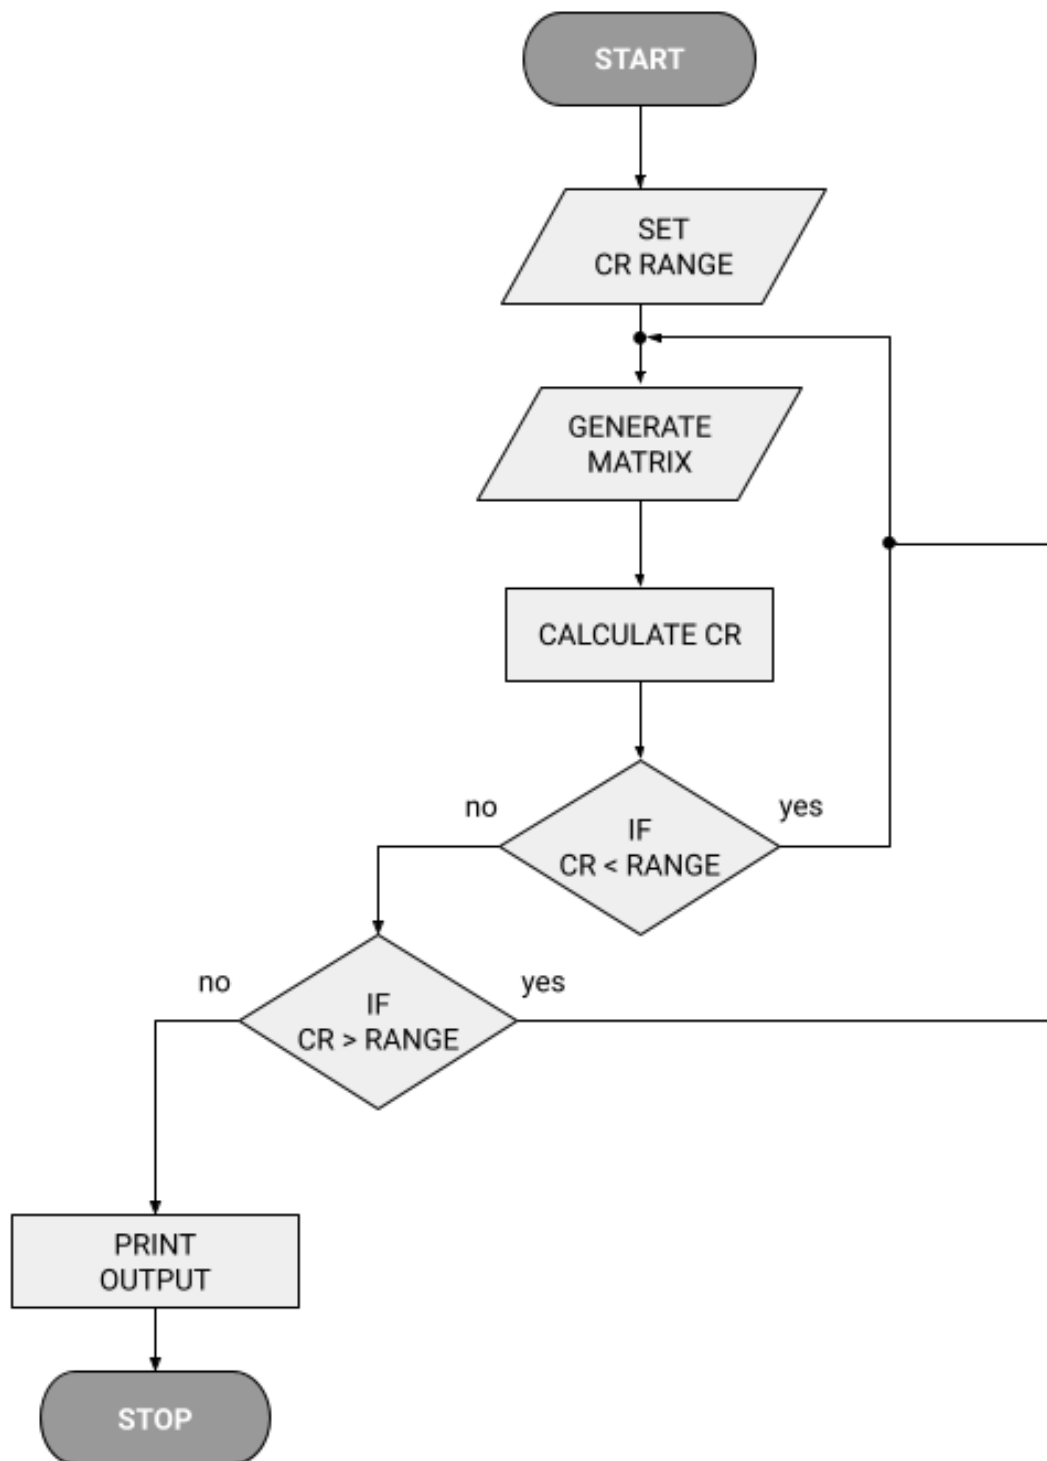 START
SET
CR RANGE
GENERATE
MATRIX
CALCULATE CR
no
yes
IF
CR < RANGE
no
yes
IF
CR > RANGE
PRINT
OUTPUT
STOP